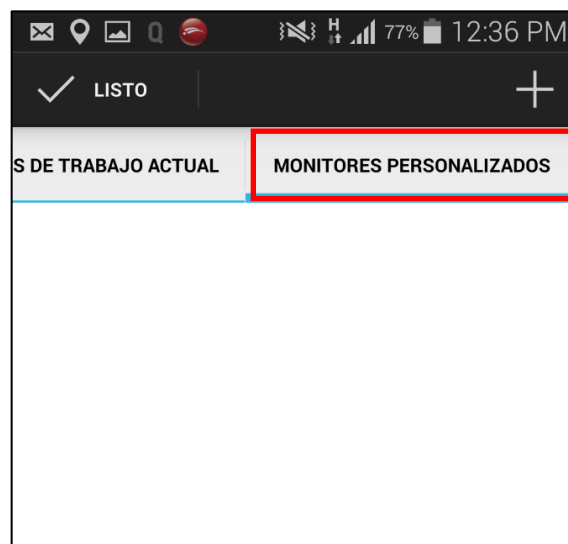 Q H 77% 12:36 PM
LISTO
S DE TRABAJO ACTUAL MONITORES PERSONALIZADOS